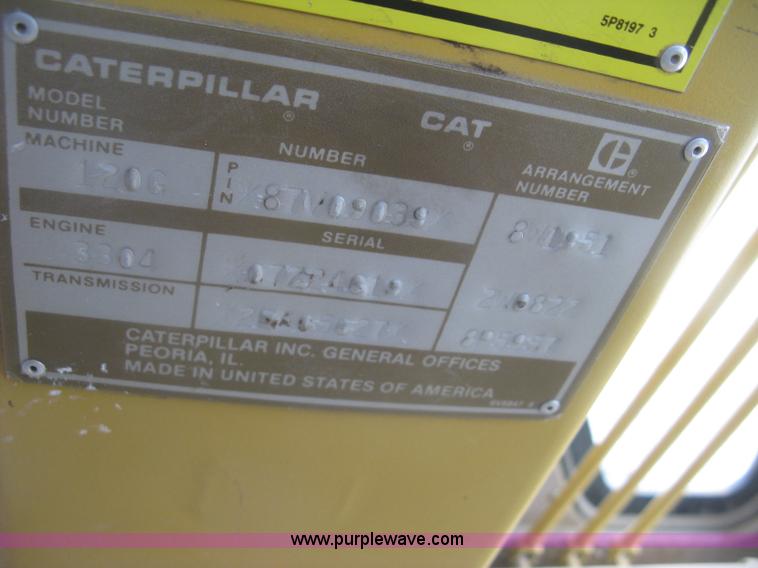 5P8197 3
CATERPILLAR ® CAT ®
C ®
MODEL NUMBER
NUMBER
ARRANGEMENT NUMBER
MACHINE
120G
PIN
*87V09039*
SERIAL
ENGINE
3304
TRANSMISSION
CATERPILLAR INC. GENERAL OFFICES
PEORIA, IL.
MADE IN UNITED STATES OF AMERICA
www.purplewave.com